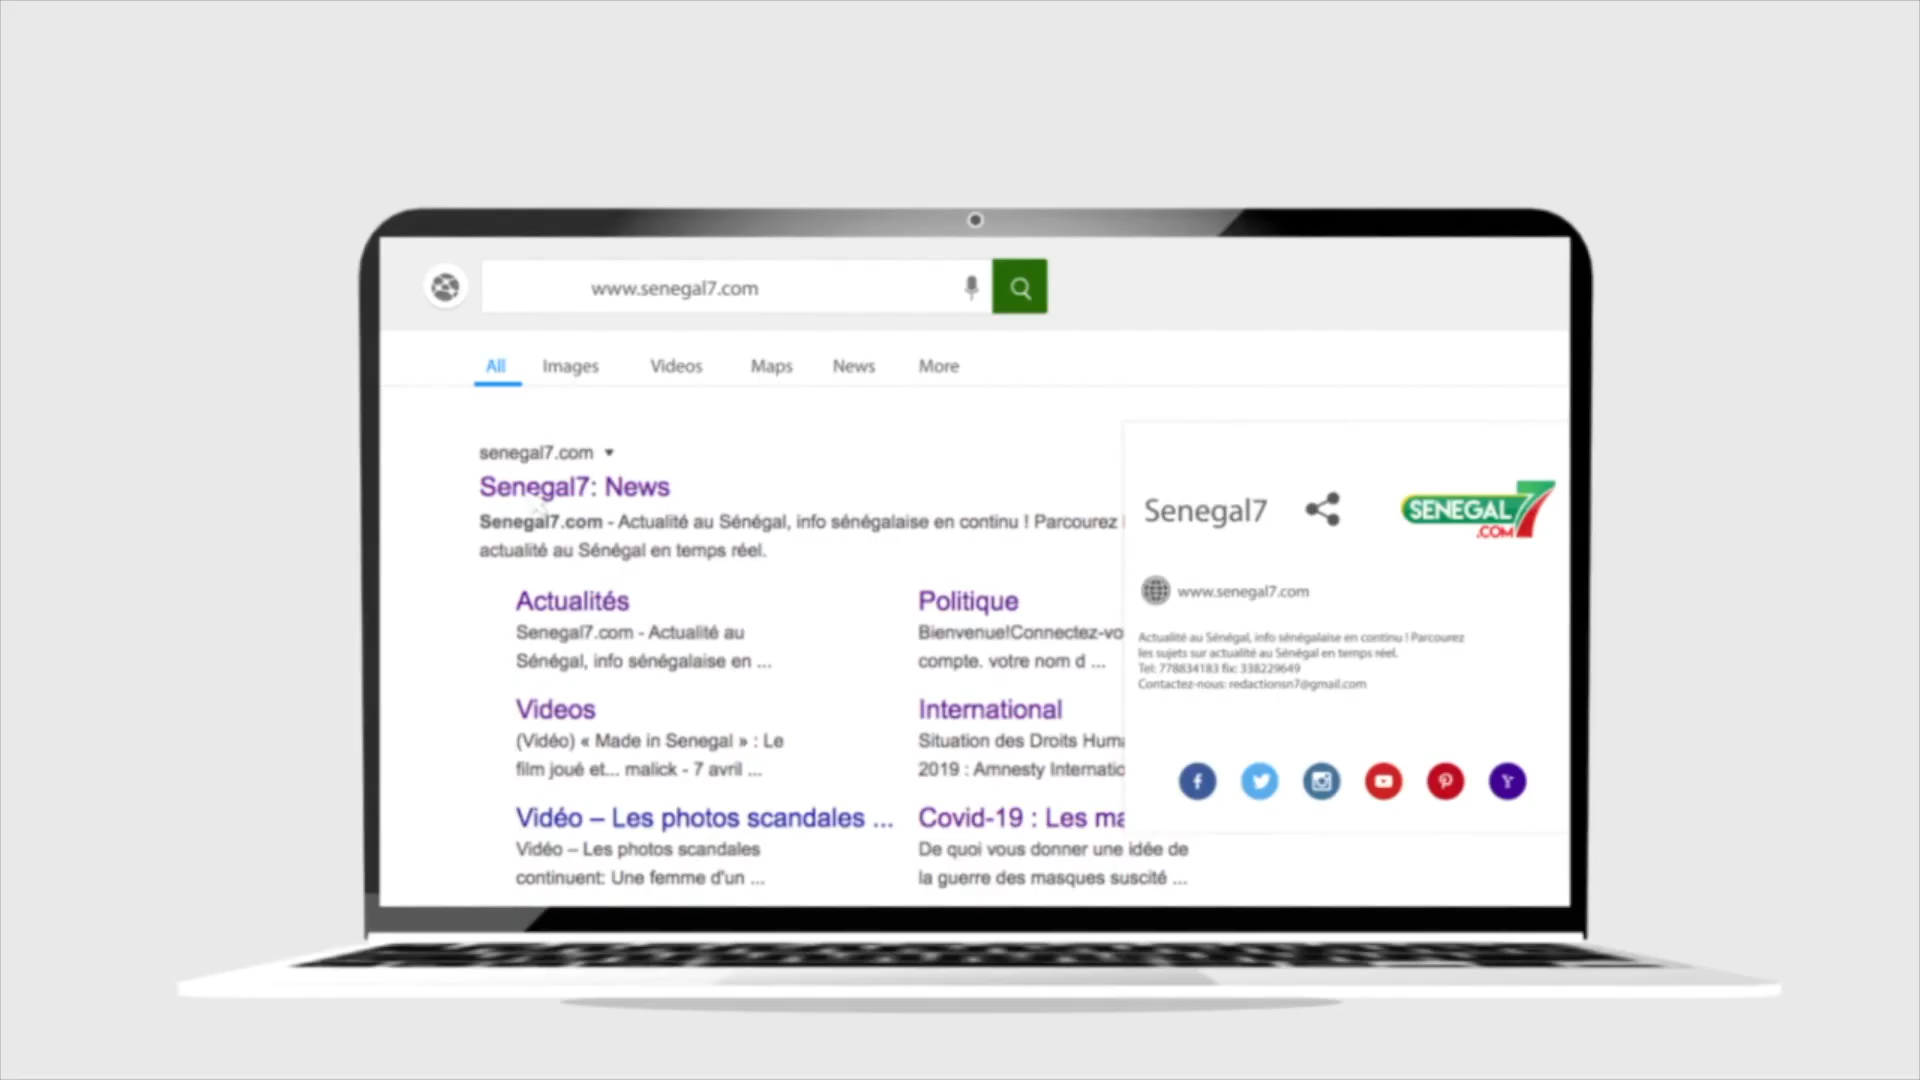 www.senegal7.com
All Images Videos Maps News More
senegal7.com
Senegal7: News
Senegal7.com - Actualité au Sénégal, info sénégalaise en continu ! Parcourez
actualité au Sénégal en temps réel.
Actualités
Senegal7.com - Actualité au
Sénégal, info sénégalaise en ...
Politique
Bienvenue!Connectez-vo
compte. votre nom d ...
Videos
(Vidéo) « Made in Senegal » : Le
film joué et... malick - 7 avril ...
International
Situation des Droits Huma
2019 : Amnesty Internatio
Vidéo – Les photos scandales ...
Vidéo – Les photos scandales
continuent: Une femme d'un ...
Covid-19 : Les ma
De quoi vous donner une idée de
la guerre des masques suscité ...
Senegal7
SENEGAL 7
.COM
www.senegal7.com
Actualité au Sénégal, info sénégalaise en continu ! Parcourez
les sujets sur actualité au Sénégal en temps réel.
Tel: 778834183 fix: 338229649
Contactez-nous: redactionsn7@gmail.com